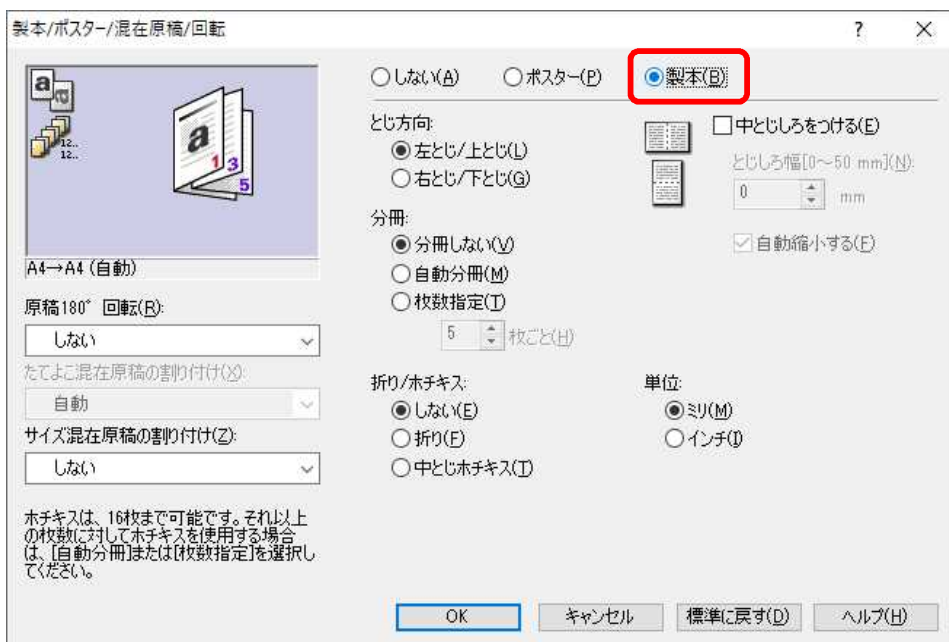 製本/ポスター/混在原稿/回転
しない(A) ポスター(P) 製本(B)
a
a
12..
12..
a
1 3
5
A4→A4 (自動)
原稿180° 回転(R):
しない
たてよこ混在原稿の割り付け(X):
自動
サイズ混在原稿の割り付け(Z):
しない
ホチキスは、16枚まで可能です。それ以上
の枚数に対してホチキスを使用する場合
は、[自動分冊]または[枚数指定]を選択し
てください。
とじ方向:
左とじ/上とじ(L)
右とじ/下とじ(G)
分冊:
分冊しない(V)
自動分冊(M)
枚数指定(T)
5 枚ごと(H)
折り/ホチキス:
しない(E)
折り(F)
中とじホチキス(T)
中とじしろをつける(E)
とじしろ幅[0～50 mm](N):
0 mm
自動縮小する(F)
単位:
ミリ(M)
インチ(I)
OK キャンセル 標準に戻す(D) ヘルプ(H)